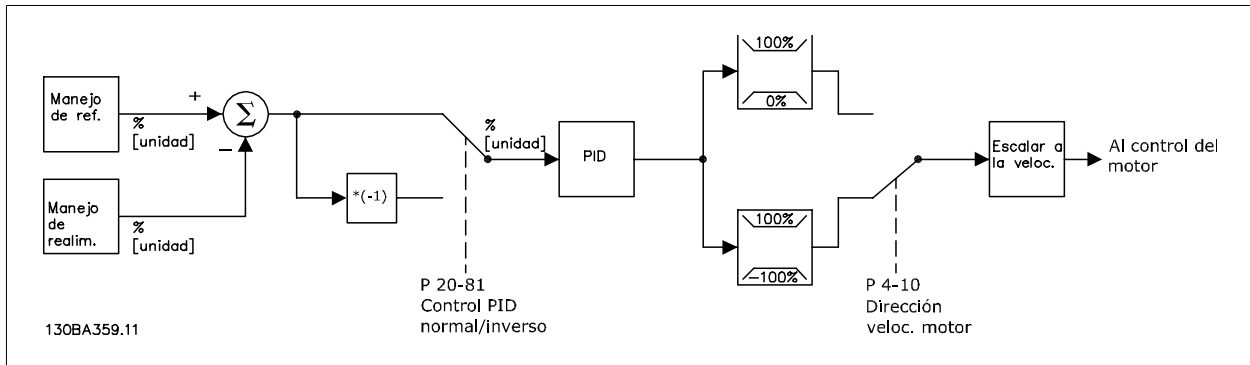 Manejo
de ref.
+
%
[unidad]
Σ
−
Manejo
de
realim.
%
[unidad]
*(-1)
%
[unidad]
PID
100%
0%
100%
−100%
Escalar a
la veloc.
Al control del
motor
P 20-81
Control PID
normal/inverso
P 4-10
Dirección
veloc. motor
130BA359.11